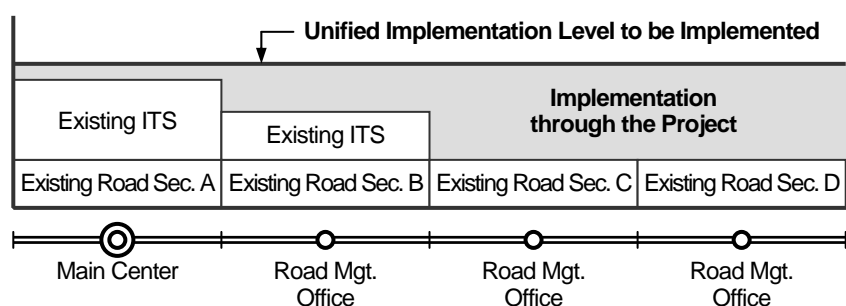 Unified Implementation Level to be Implemented
Existing ITS
Existing ITS
Implementation
through the Project
Existing Road Sec. A
Existing Road Sec. B
Existing Road Sec. C
Existing Road Sec. D
Main Center
Road Mgt.
Office
Road Mgt.
Office
Road Mgt.
Office